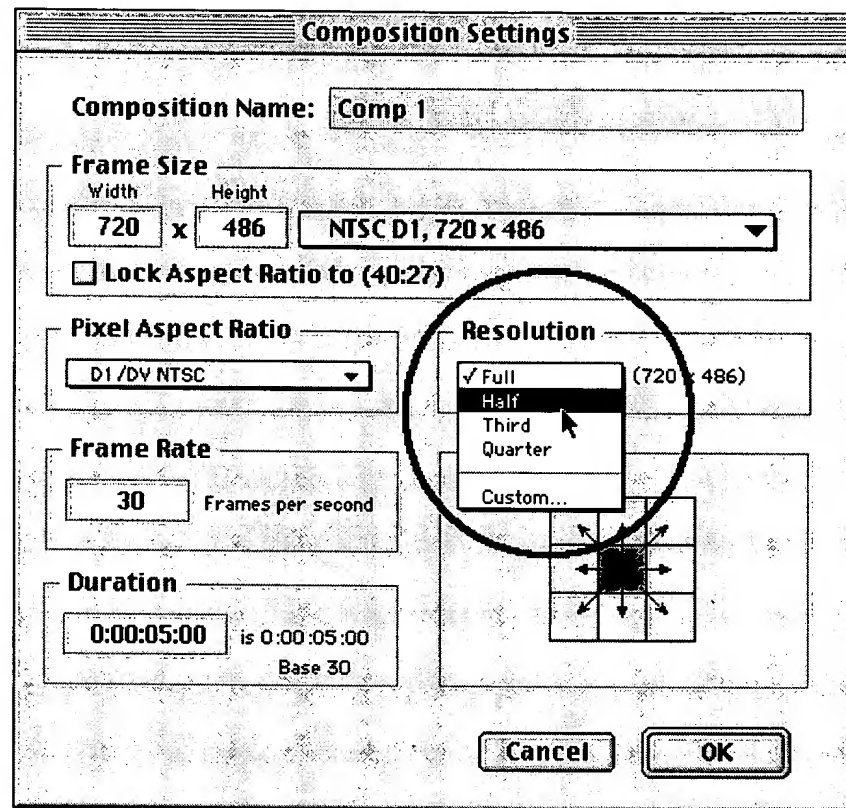 Composition Settings
Composition Name: Comp 1
Frame Size
Width Height
720 x 486 NTSC D1, 720 x 486
Lock Aspect Ratio to (40:27)
Pixel Aspect Ratio
D1/DV NTSC
Resolution
✓ Full (720 x 486)
Half
Third
Quarter
Custom...
Frame Rate
30 Frames per second
Duration
0:00:05:00 is 0:00:05:00
Base 30
Cancel OK